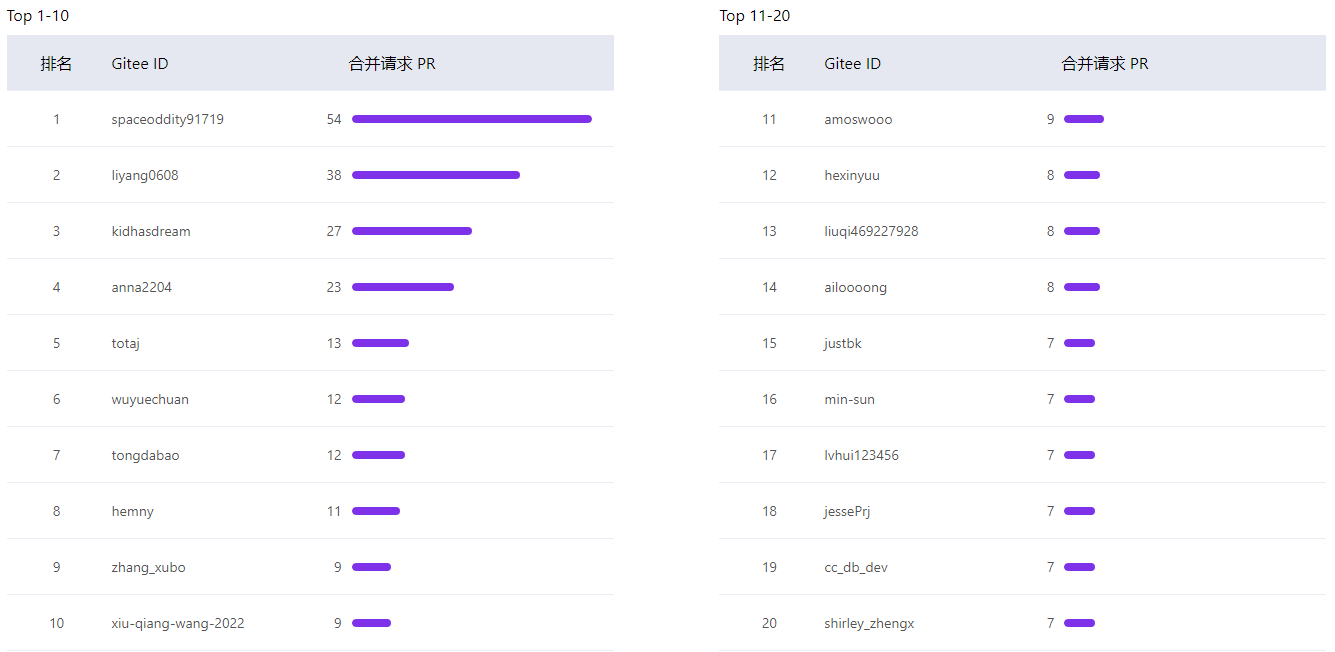 Top 1-10
排名 Gitee ID 合并请求 PR
1 spaceoddity91719 54
2 liyang0608 38
3 kidhasdream 27
4 anna2204 23
5 totaj 13
6 wuyuechuan 12
7 tongdabao 12
8 hemny 11
9 zhang_xubo 9
10 xiu-qiang-wang-2022 9
Top 11-20
排名 Gitee ID 合并请求 PR
11 amoswooo 9
12 hexinyuu 8
13 liuqi469227928 8
14 ailoooong 8
15 justbk 7
16 min-sun 7
17 lvhui123456 7
18 jessePrj 7
19 cc_db_dev 7
20 shirley_zhengx 7